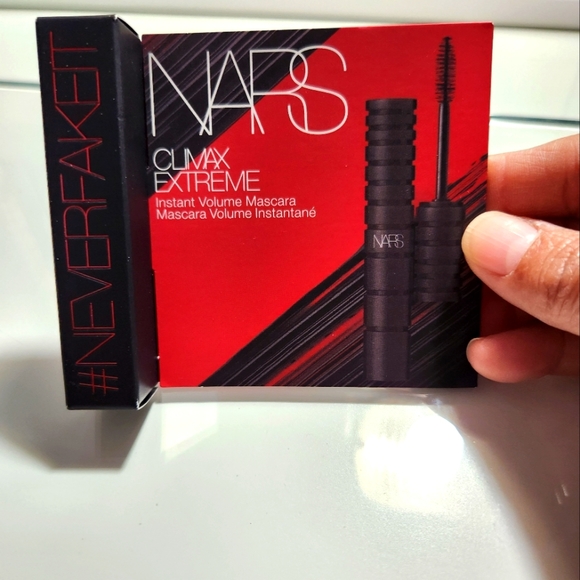 #NEVERFAKEIT
NARS
CLIMAX
EXTREME
Instant Volume Mascara
Mascara Volume Instantané
NARS